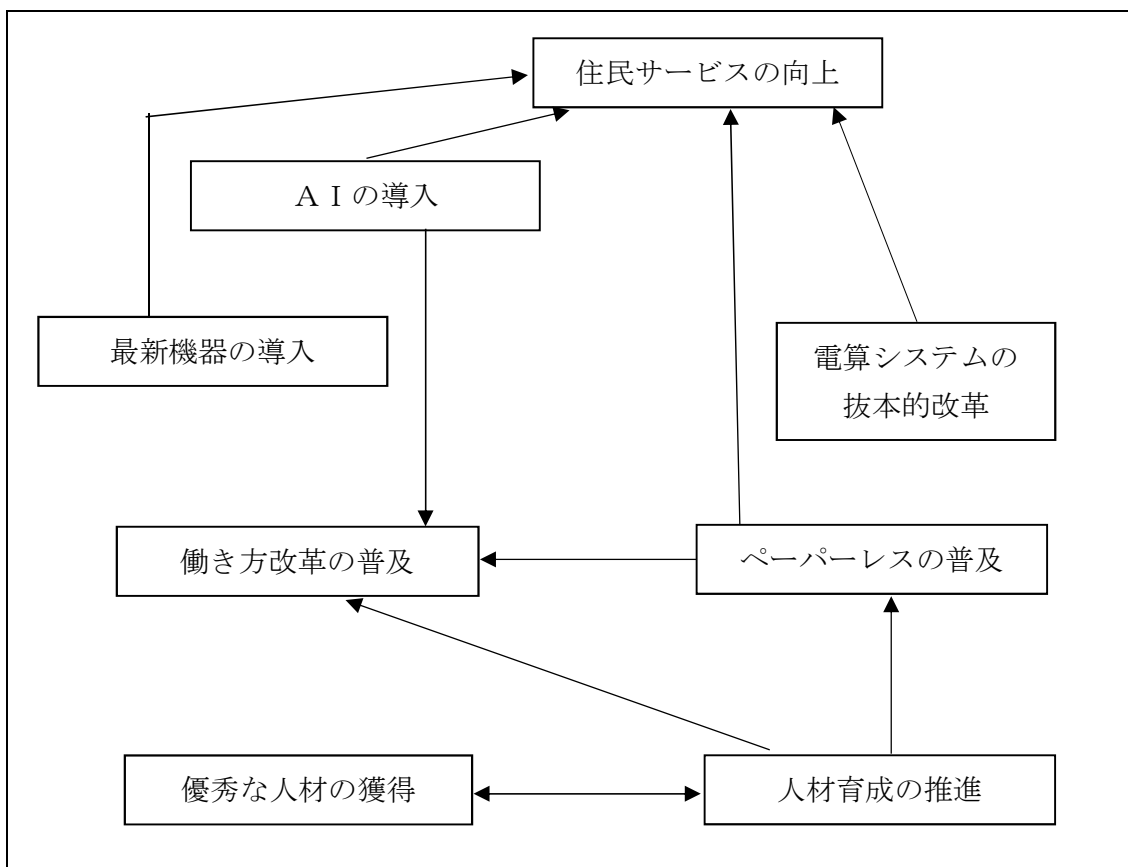 住民サービスの向上
ＡＩの導入
最新機器の導入
電算システムの
抜本的改革
働き方改革の普及
ペーパーレスの普及
優秀な人材の獲得
人材育成の推進